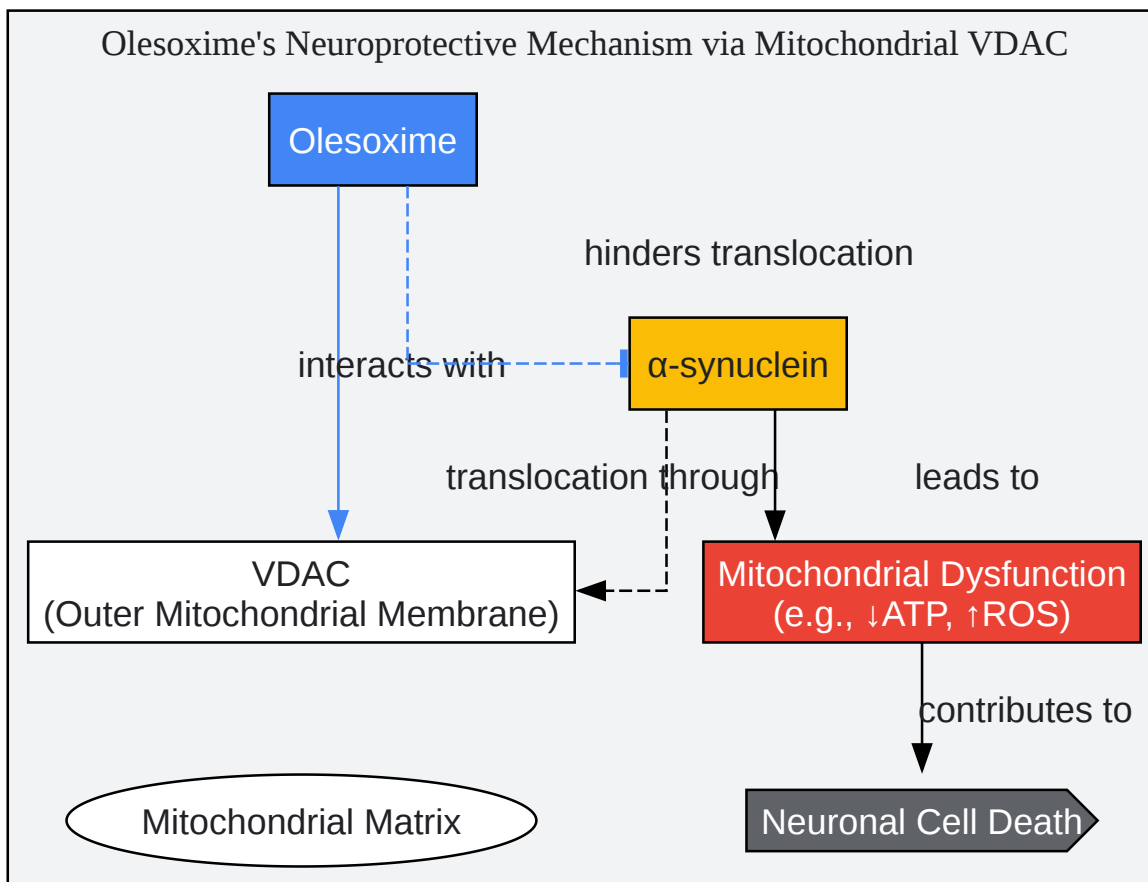 Olesoxime's Neuroprotective Mechanism via Mitochondrial VDAC
Olesoxime
hinders translocation
interacts with
α-synuclein
translocation through
leads to
VDAC
(Outer Mitochondrial Membrane)
Mitochondrial Dysfunction
(e.g., ↓ATP, ↑ROS)
contributes to
Mitochondrial Matrix
Neuronal Cell Death